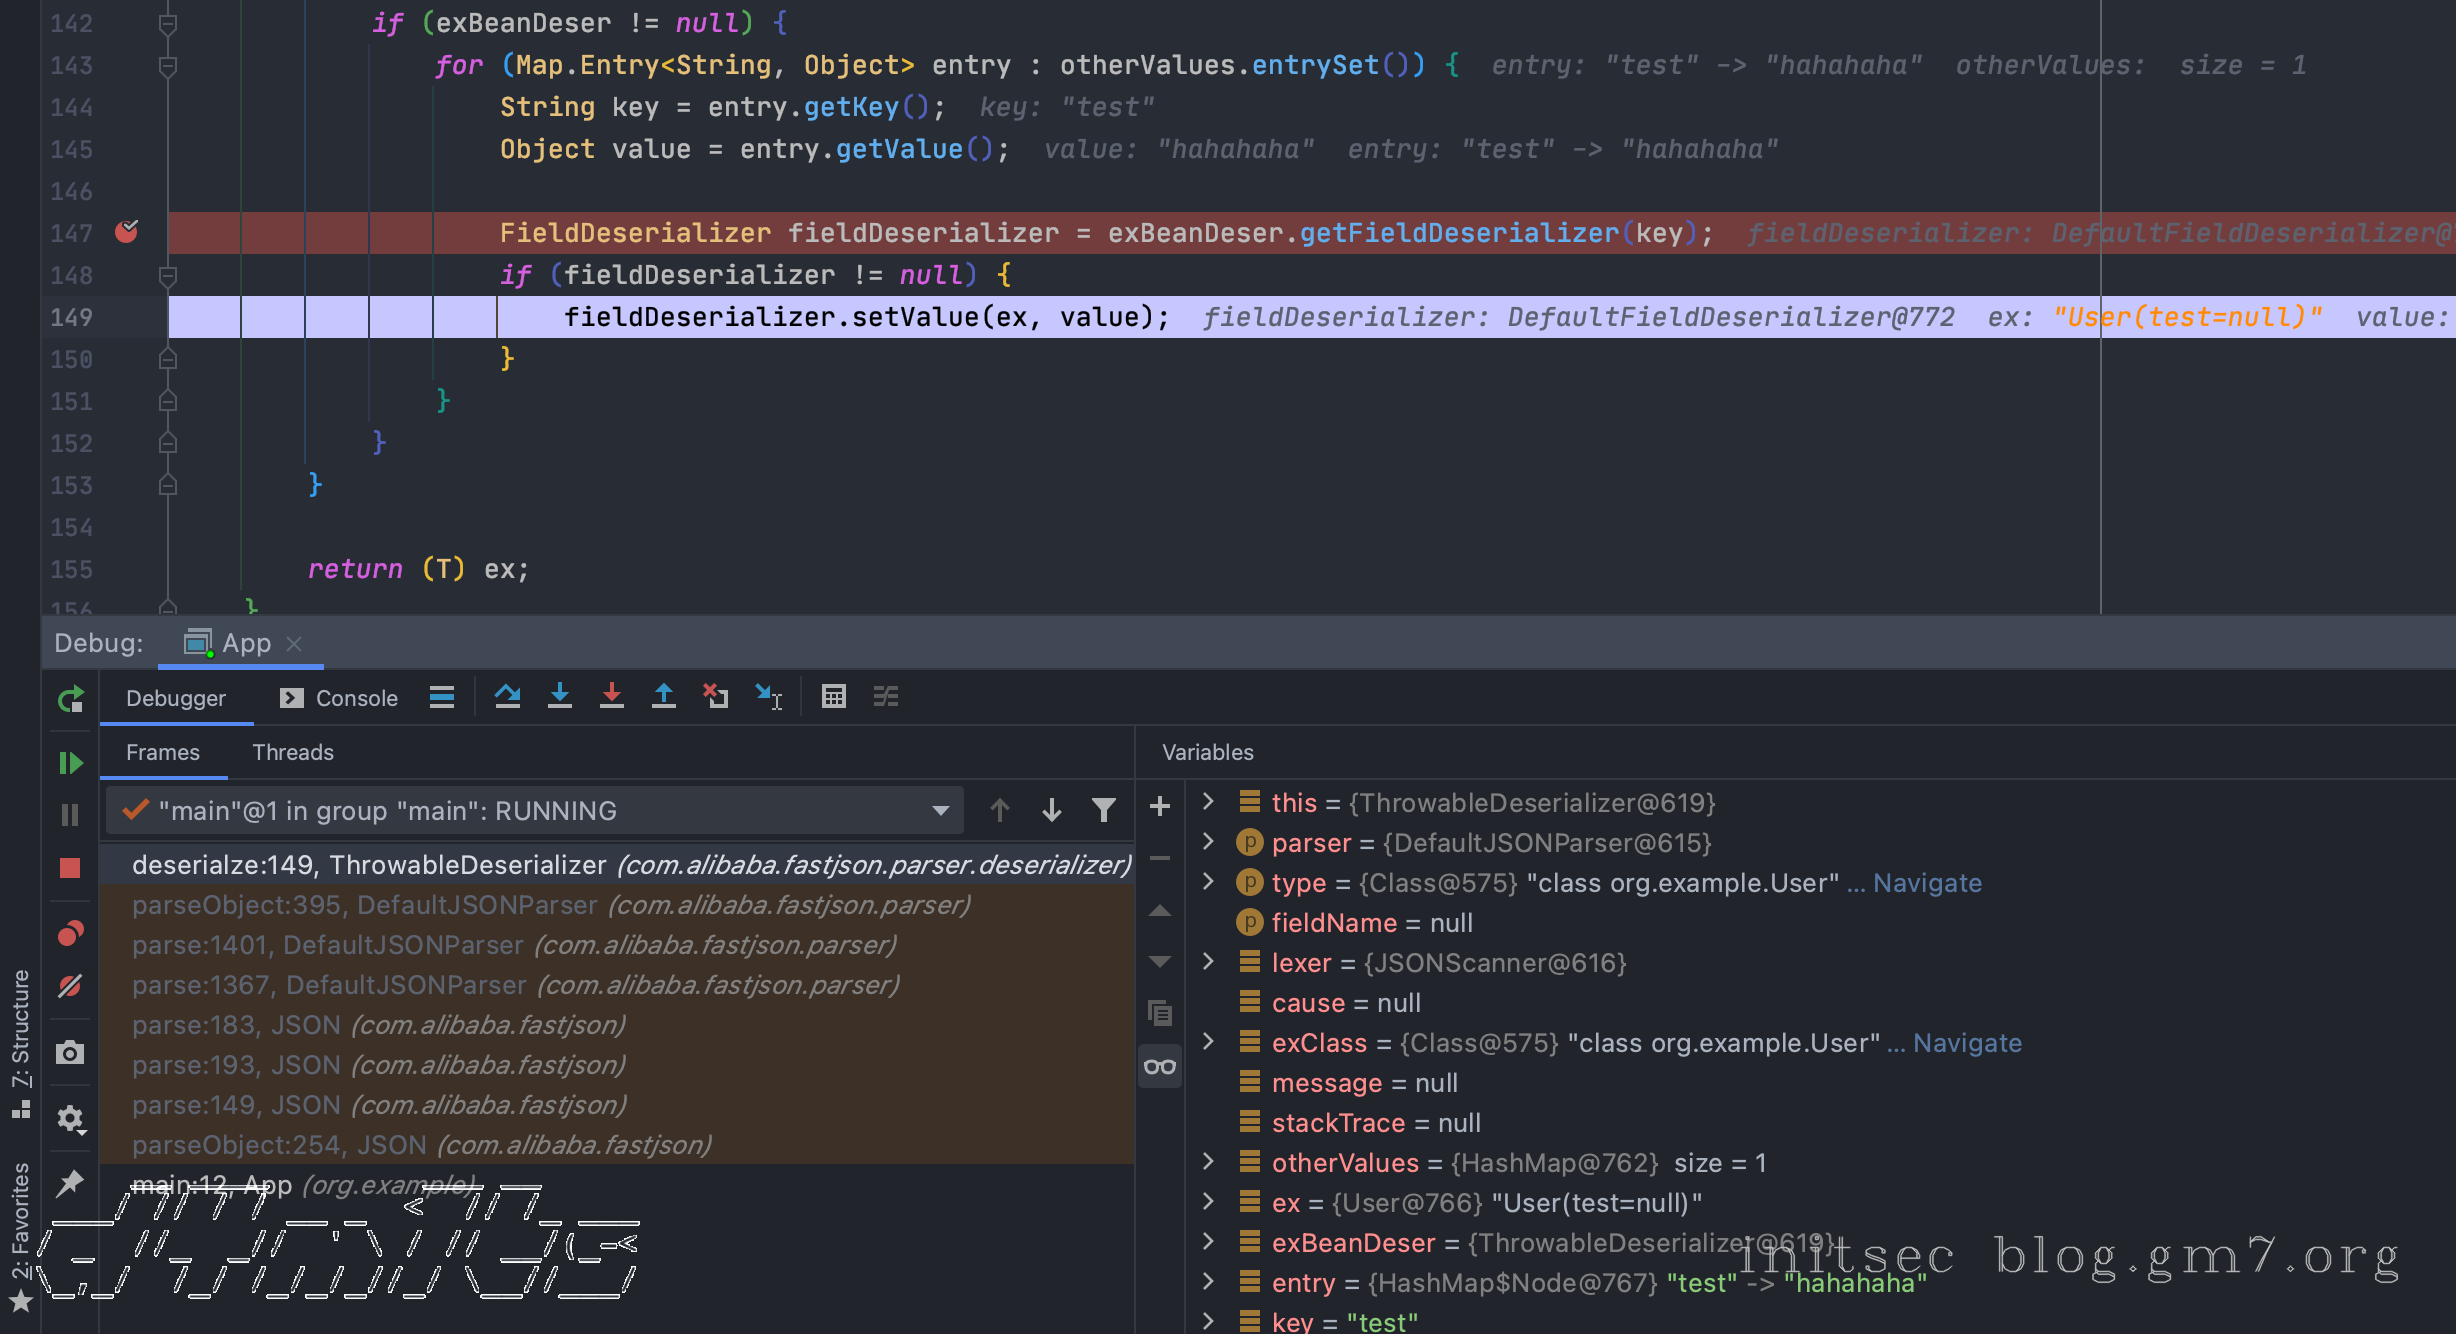 142 if (exBeanDeser != null) {
143 for (Map.Entry<String, Object> entry : otherValues.entrySet()) { entry: "test" -> "hahahaha" otherValues: size = 1
144 String key = entry.getKey(); key: "test"
145 Object value = entry.getValue(); value: "hahahaha" entry: "test" -> "hahahaha"
146
147 FieldDeserializer fieldDeserializer = exBeanDeser.getFieldDeserializer(key); fieldDeserializer: DefaultFieldDeserializer@
148 if (fieldDeserializer != null) {
149 fieldDeserializer.setValue(ex, value); fieldDeserializer: DefaultFieldDeserializer@772 ex: "User(test=null)" value:
150 }
151 }
152 }
153 }
154
155 return (T) ex;
156 }
Debug: App
Debugger Console
Frames Threads
"main"@1 in group "main": RUNNING
deserialze:149, ThrowableDeserializer (com.alibaba.fastjson.parser.deserializer)
parseObject:395, DefaultJSONParser (com.alibaba.fastjson.parser)
parse:1401, DefaultJSONParser (com.alibaba.fastjson.parser)
parse:1367, DefaultJSONParser (com.alibaba.fastjson.parser)
parse:183, JSON (com.alibaba.fastjson)
parse:193, JSON (com.alibaba.fastjson)
parse:149, JSON (com.alibaba.fastjson)
parseObject:254, JSON (com.alibaba.fastjson)
main:12, App (org.example)
Variables
this = {ThrowableDeserializer@619}
parser = {DefaultJSONParser@615}
type = {Class@575} "class org.example.User" ... Navigate
fieldName = null
lexer = {JSONScanner@616}
cause = null
exClass = {Class@575} "class org.example.User" ... Navigate
message = null
stackTrace = null
otherValues = {HashMap@762} size = 1
ex = {User@766} "User(test=null)"
exBeanDeser = {ThrowableDeserializer@619}
entry = {HashMap$Node@767} "test" -> "hahahaha"
key = "test"
7: Structure
2: Favorites
initsec blog.gm7.org